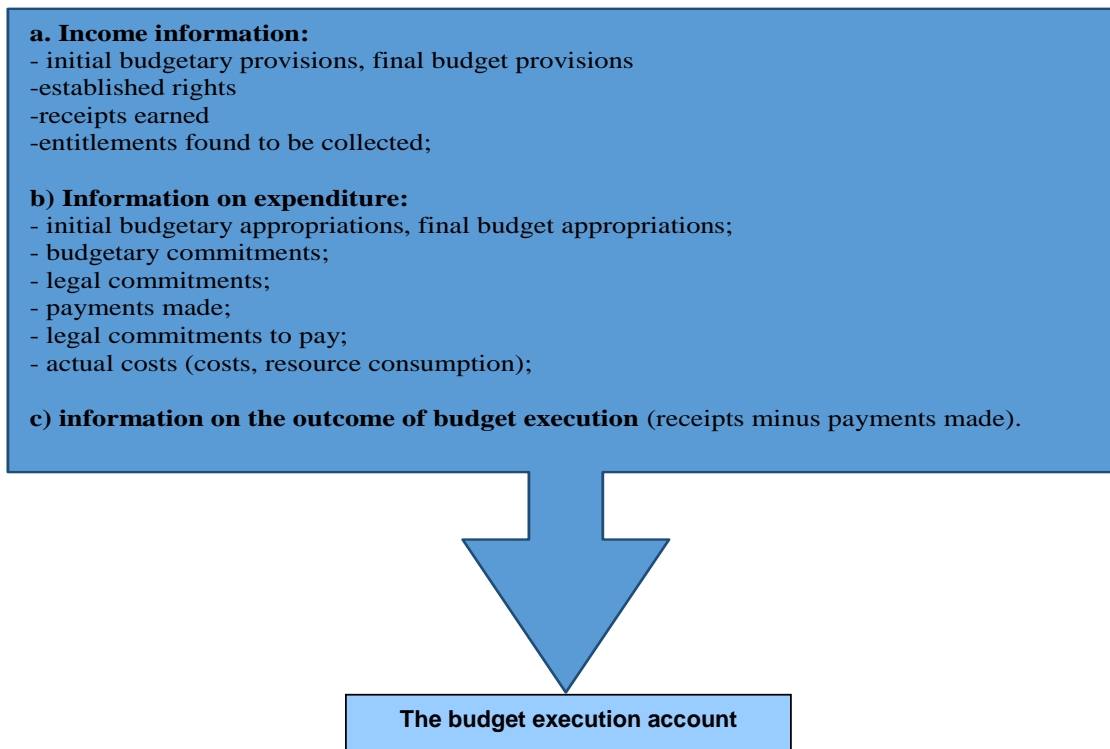 a. Income information:
- initial budgetary provisions, final budget provisions
-established rights
-receipts earned
-entitlements found to be collected;
b) Information on expenditure:
- initial budgetary appropriations, final budget appropriations;
- budgetary commitments;
- legal commitments;
- payments made;
- legal commitments to pay;
- actual costs (costs, resource consumption);
c) information on the outcome of budget execution (receipts minus payments made).
The budget execution account